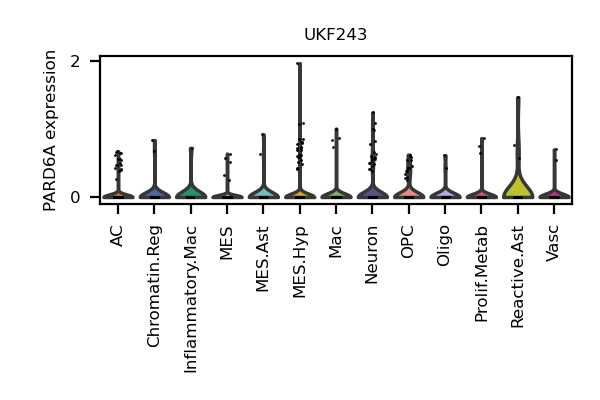 UKF243
PARD6A expression
2
0
AC
Chromatin.Reg
Inflammatory.Mac
MES
MES.Ast
MES.Hyp
Mac
Neuron
OPC
Oligo
Prolif.Metab
Reactive.Ast
Vasc